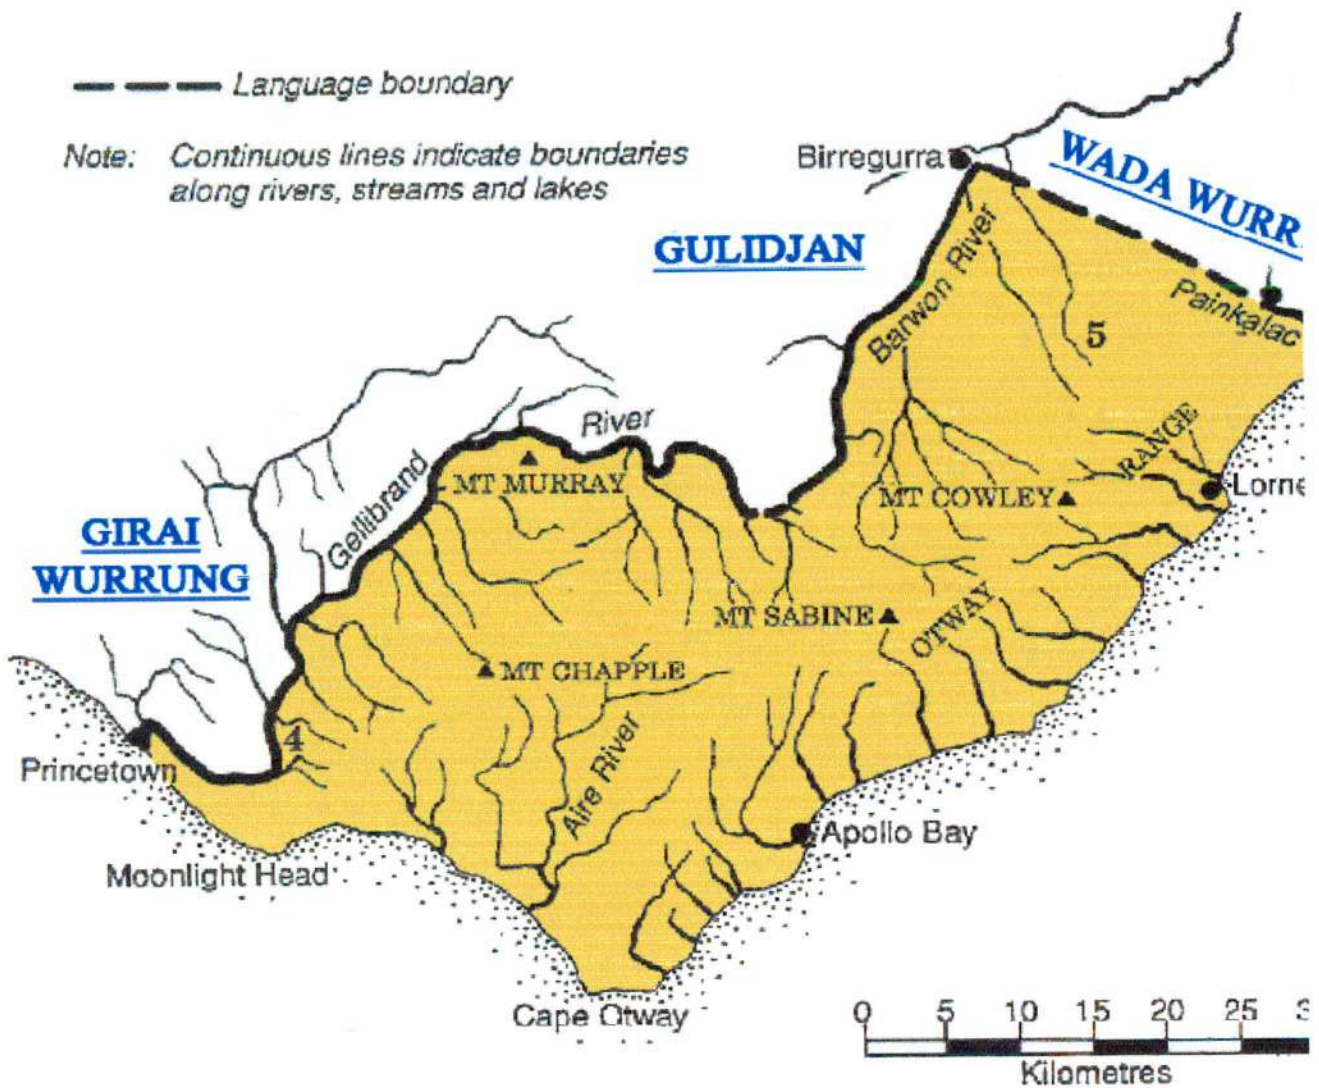 Language boundary
Note: Continuous lines indicate boundaries
along rivers, streams and lakes
Birregurra
WADA WURR
GULIDJAN
Barwon River
Painkalac
5
River
Gellibrand
MT MURRAY
RANGE
MT COWLEY
Lorne
GIRAI
WURRUNG
MT SABINE
OTWAY
MT CHAPPLE
4
Princetown
Aire River
Apollo Bay
Moonlight Head
Cape Otway
0 5 10 15 20 25
Kilometres